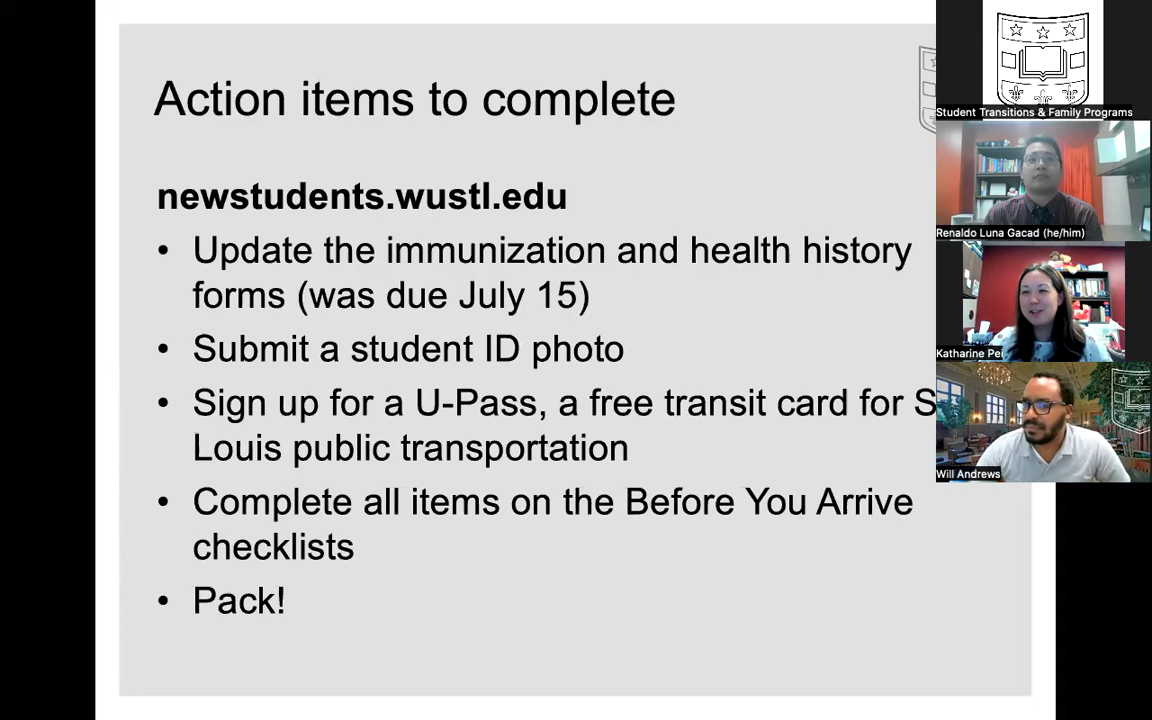 Action items to complete
newstudents.wustl.edu
• Update the immunization and health history
forms (was due July 15)
• Submit a student ID photo
• Sign up for a U-Pass, a free transit card for S
Louis public transportation
• Complete all items on the Before You Arrive
checklists
• Pack!
Student Transitions & Family Programs
Renaldo Luna Gacad (he/him)
Katharine Pei
Will Andrews